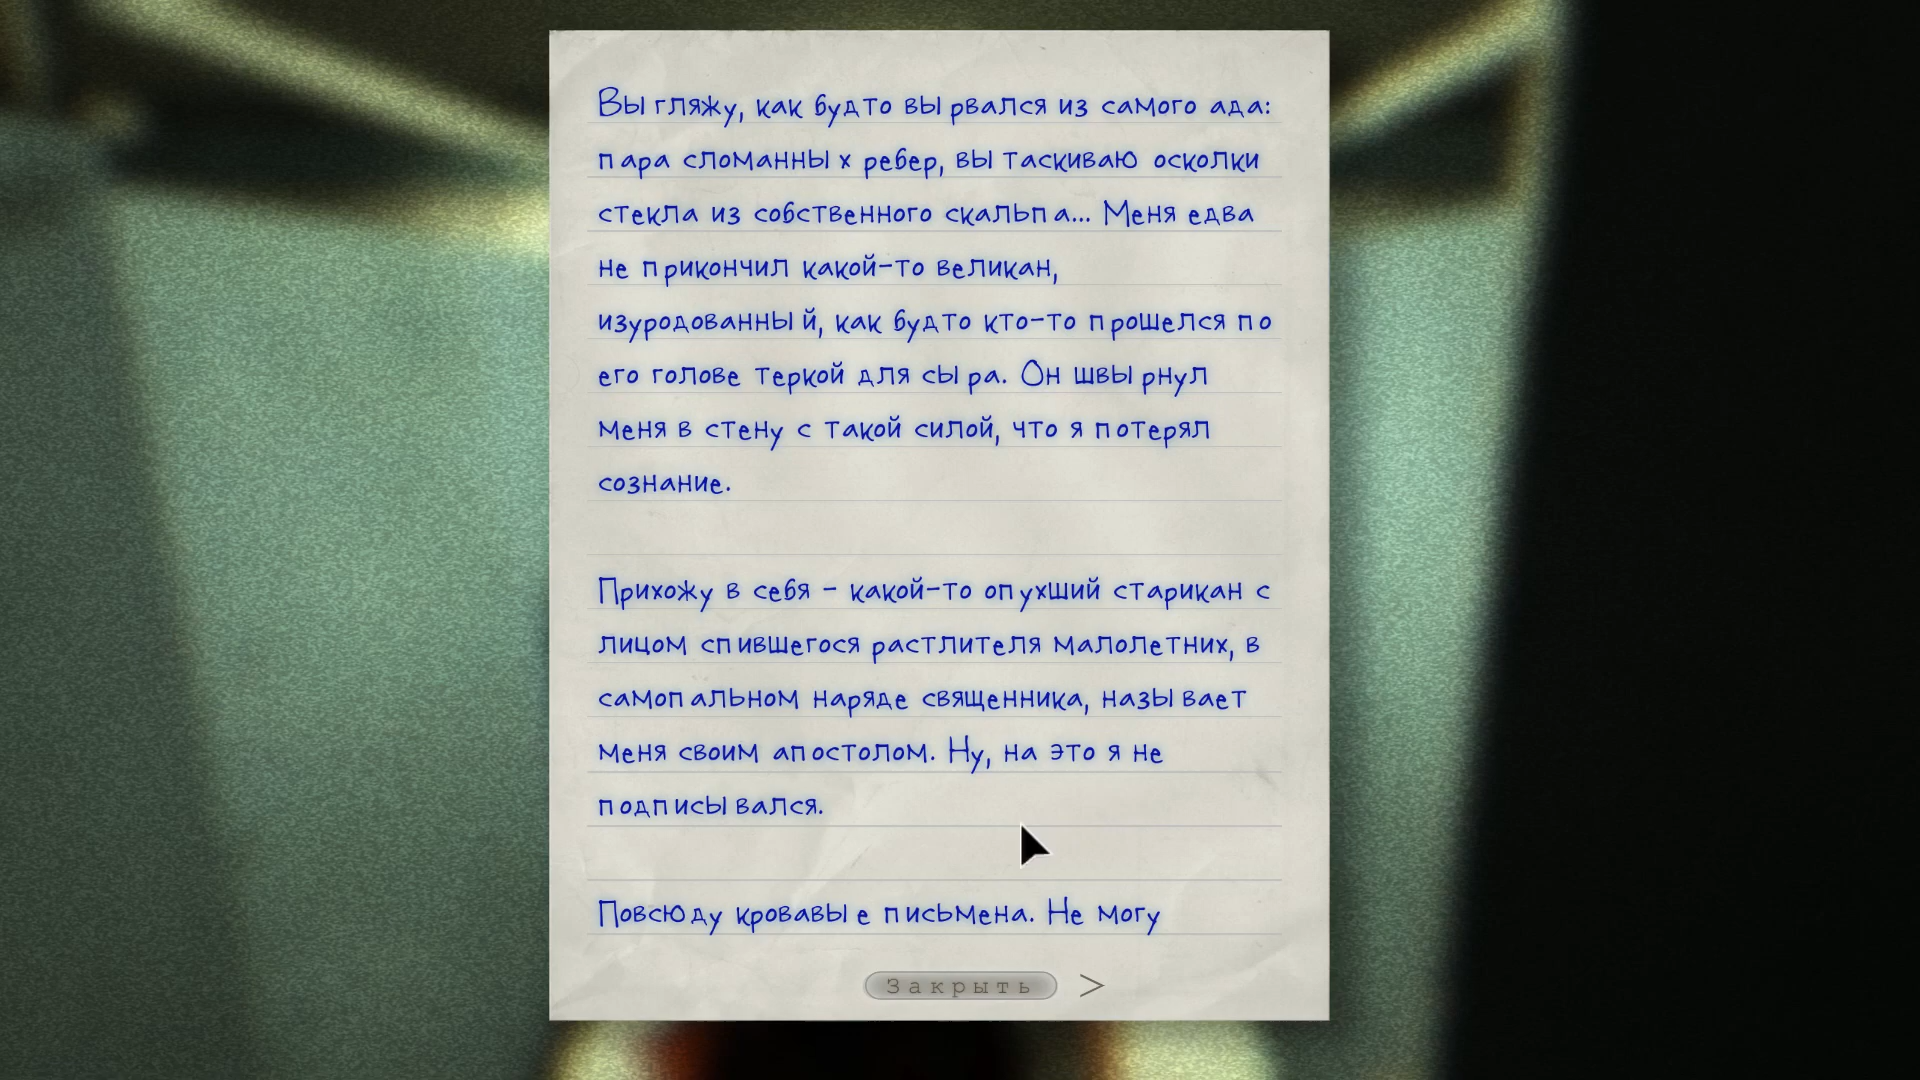 Выгляжу, как будто вырвался из самого ада:
пара сломанных ребер, вытаскиваю осколки
стекла из собственного скальпа... Меня едва
не прикончил какой-то великан,
изуродованный, как будто кто-то прошелся по
его голове теркой для сыра. Он швырнул
меня в стену с такой силой, что я потерял
сознание.
Прихожу в себя - какой-то опухший старикан с
лицом спившегося растлителя малолетних, в
самопальном наряде священника, называет
меня своим апостолом. Ну, на это я не
подписывался.
Повсюду кровавые письмена. Не могу
Закрыть >